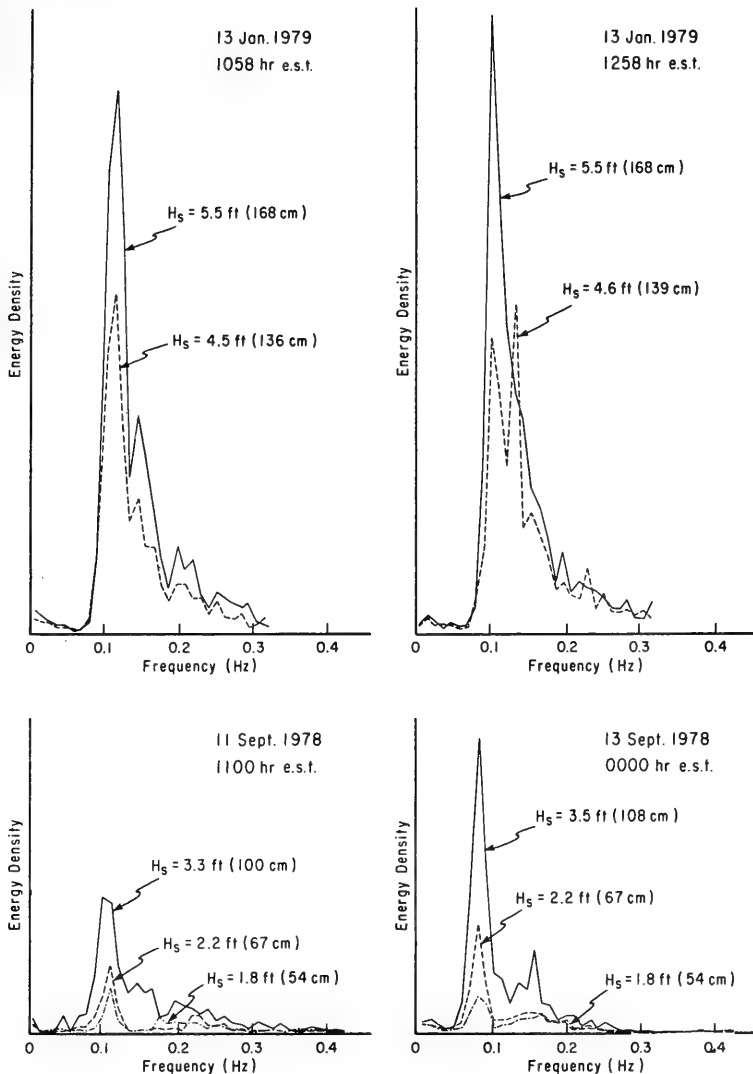 13 Jan. 1979
1058 hr e.s.t.
Hs = 5.5 ft (168 cm)
Hs = 4.5 ft (136 cm)
Energy Density
0 0.1 0.2 0.3 0.4
Frequency (Hz)
13 Jan. 1979
1258 hr e.s.t.
Hs = 5.5 ft (168 cm)
Hs = 4.6 ft (139 cm)
Energy Density
0 0.1 0.2 0.3 0.4
Frequency (Hz)
11 Sept. 1978
1100 hr e.s.t.
Hs = 3.3 ft (100 cm)
Hs = 2.2 ft (67 cm)
Hs = 1.8 ft (54 cm)
Energy Density
0 0.1 0.2 0.3 0.4
Frequency (Hz)
13 Sept. 1978
0000 hr e.s.t.
Hs = 3.5 ft (108 cm)
Hs = 2.2 ft (67 cm)
Hs = 1.8 ft (54 cm)
Energy Density
0 0.1 0.2 0.3 0.4
Frequency (Hz)